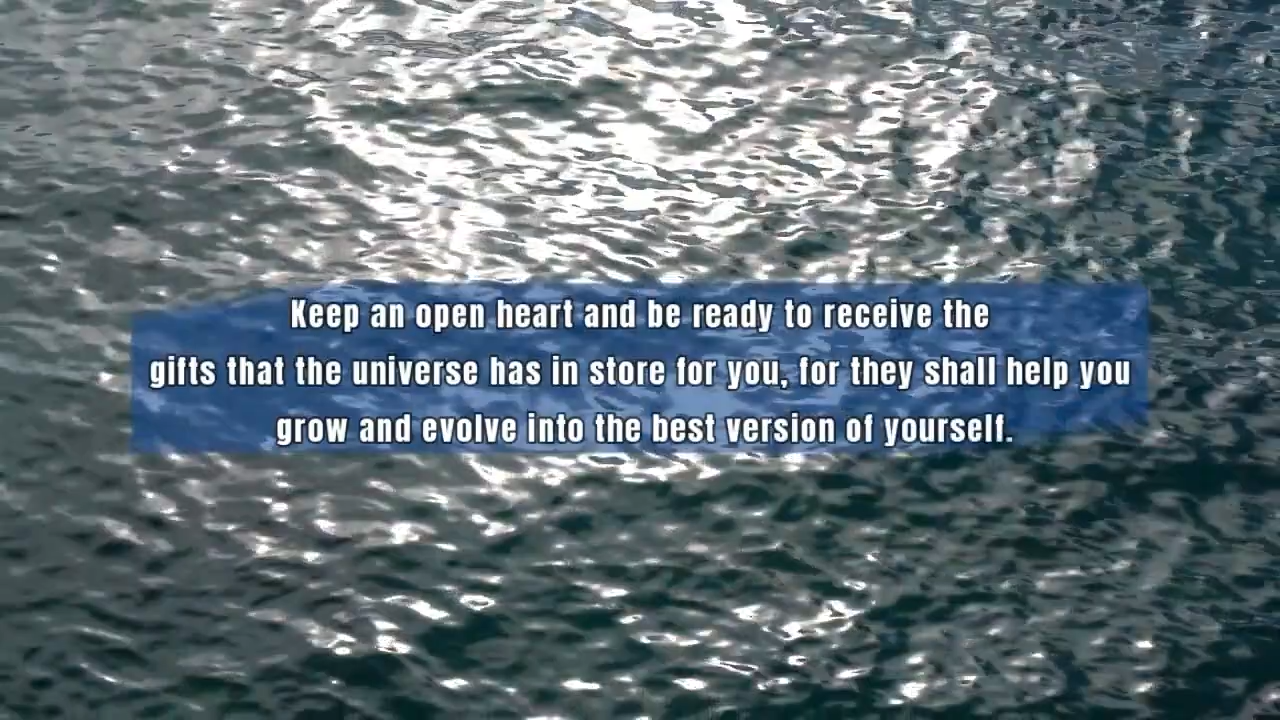 Keep an open heart and be ready to receive the
gifts that the universe has in store for you, for they shall help you
grow and evolve into the best version of yourself.